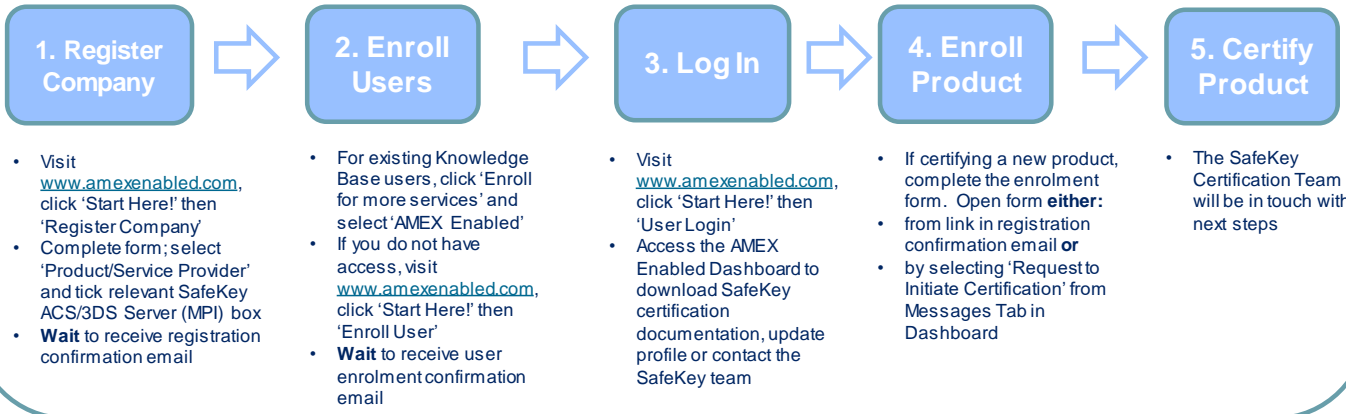 1. Register
Company
2. Enroll
Users
3. Log In
4. Enroll
Product
5. Certify
Product
• Visit
www.amexenabled.com,
click ‘Start Here!’ then
‘Register Company’
• Complete form; select
‘Product/Service Provider’
and tick relevant SafeKey
ACS/3DS Server (MPI) box
• Wait to receive registration
confirmation email
• For existing Knowledge
Base users, click ‘Enroll
for more services’ and
select ‘AMEX Enabled’
• If you do not have
access, visit
www.amexenabled.com,
click ‘Start Here!’ then
‘Enroll User’
• Wait to receive user
enrolment confirmation
email
• Visit
www.amexenabled.com,
click ‘Start Here!’ then
‘User Login’
• Access the AMEX
Enabled Dashboard to
download SafeKey
certification
documentation, update
profile or contact the
SafeKey team
• If certifying a new product,
complete the enrolment
form. Open form either:
• from link in registration
confirmation email or
• by selecting ‘Request to
Initiate Certification’ from
Messages Tab in
Dashboard
• The SafeKey
Certification Team
will be in touch with
next steps